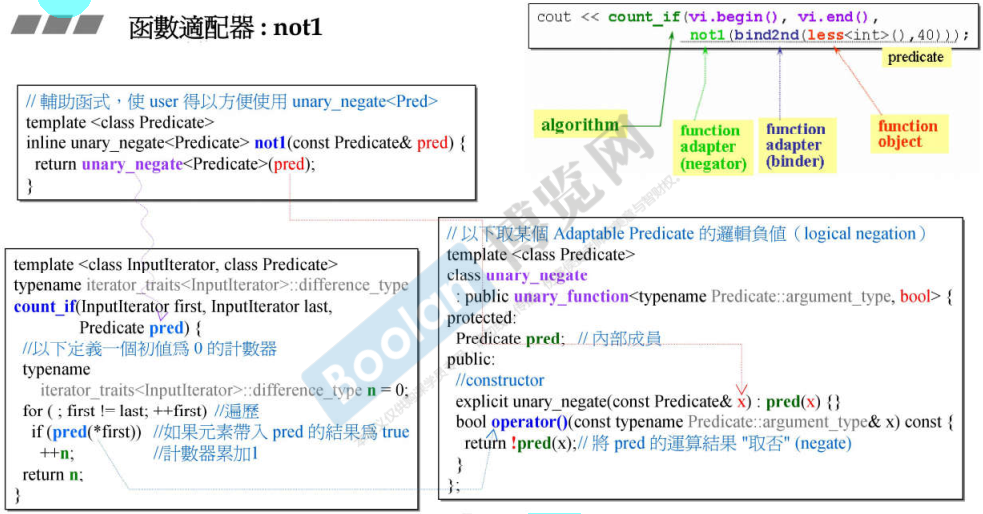 函數適配器 : not1
cout << count_if(vi.begin(), vi.end(),
not1(bind2nd(less<int>(),40)));
predicate
algorithm
function
adapter
(negator)
function
adapter
(binder)
function
object
// 輔助函式，使 user 得以方便使用 unary_negate<Pred>
template <class Predicate>
inline unary_negate<Predicate> not1(const Predicate& pred) {
return unary_negate<Predicate>(pred);
}
template <class InputIterator, class Predicate>
typename iterator_traits<InputIterator>::difference_type
count_if(InputIterator first, InputIterator last,
Predicate pred) {
//以下定義一個初值爲 0 的計數器
typename
iterator_traits<InputIterator>::difference_type n = 0;
for ( ; first != last; ++first) //遍歷
if (pred(*first)) //如果元素帶入 pred 的結果爲 true
++n; //計數器累加1
return n;
}
// 以下取某個 Adaptable Predicate 的邏輯負值（logical negation）
template <class Predicate>
class unary_negate
: public unary_function<typename Predicate::argument_type, bool> {
protected:
Predicate pred; // 內部成員
public:
//constructor
explicit unary_negate(const Predicate& x) : pred(x) {}
bool operator()(const typename Predicate::argument_type& x) const {
return !pred(x);// 將 pred 的運算結果 "取否" (negate)
}
};
Boolan 博览网